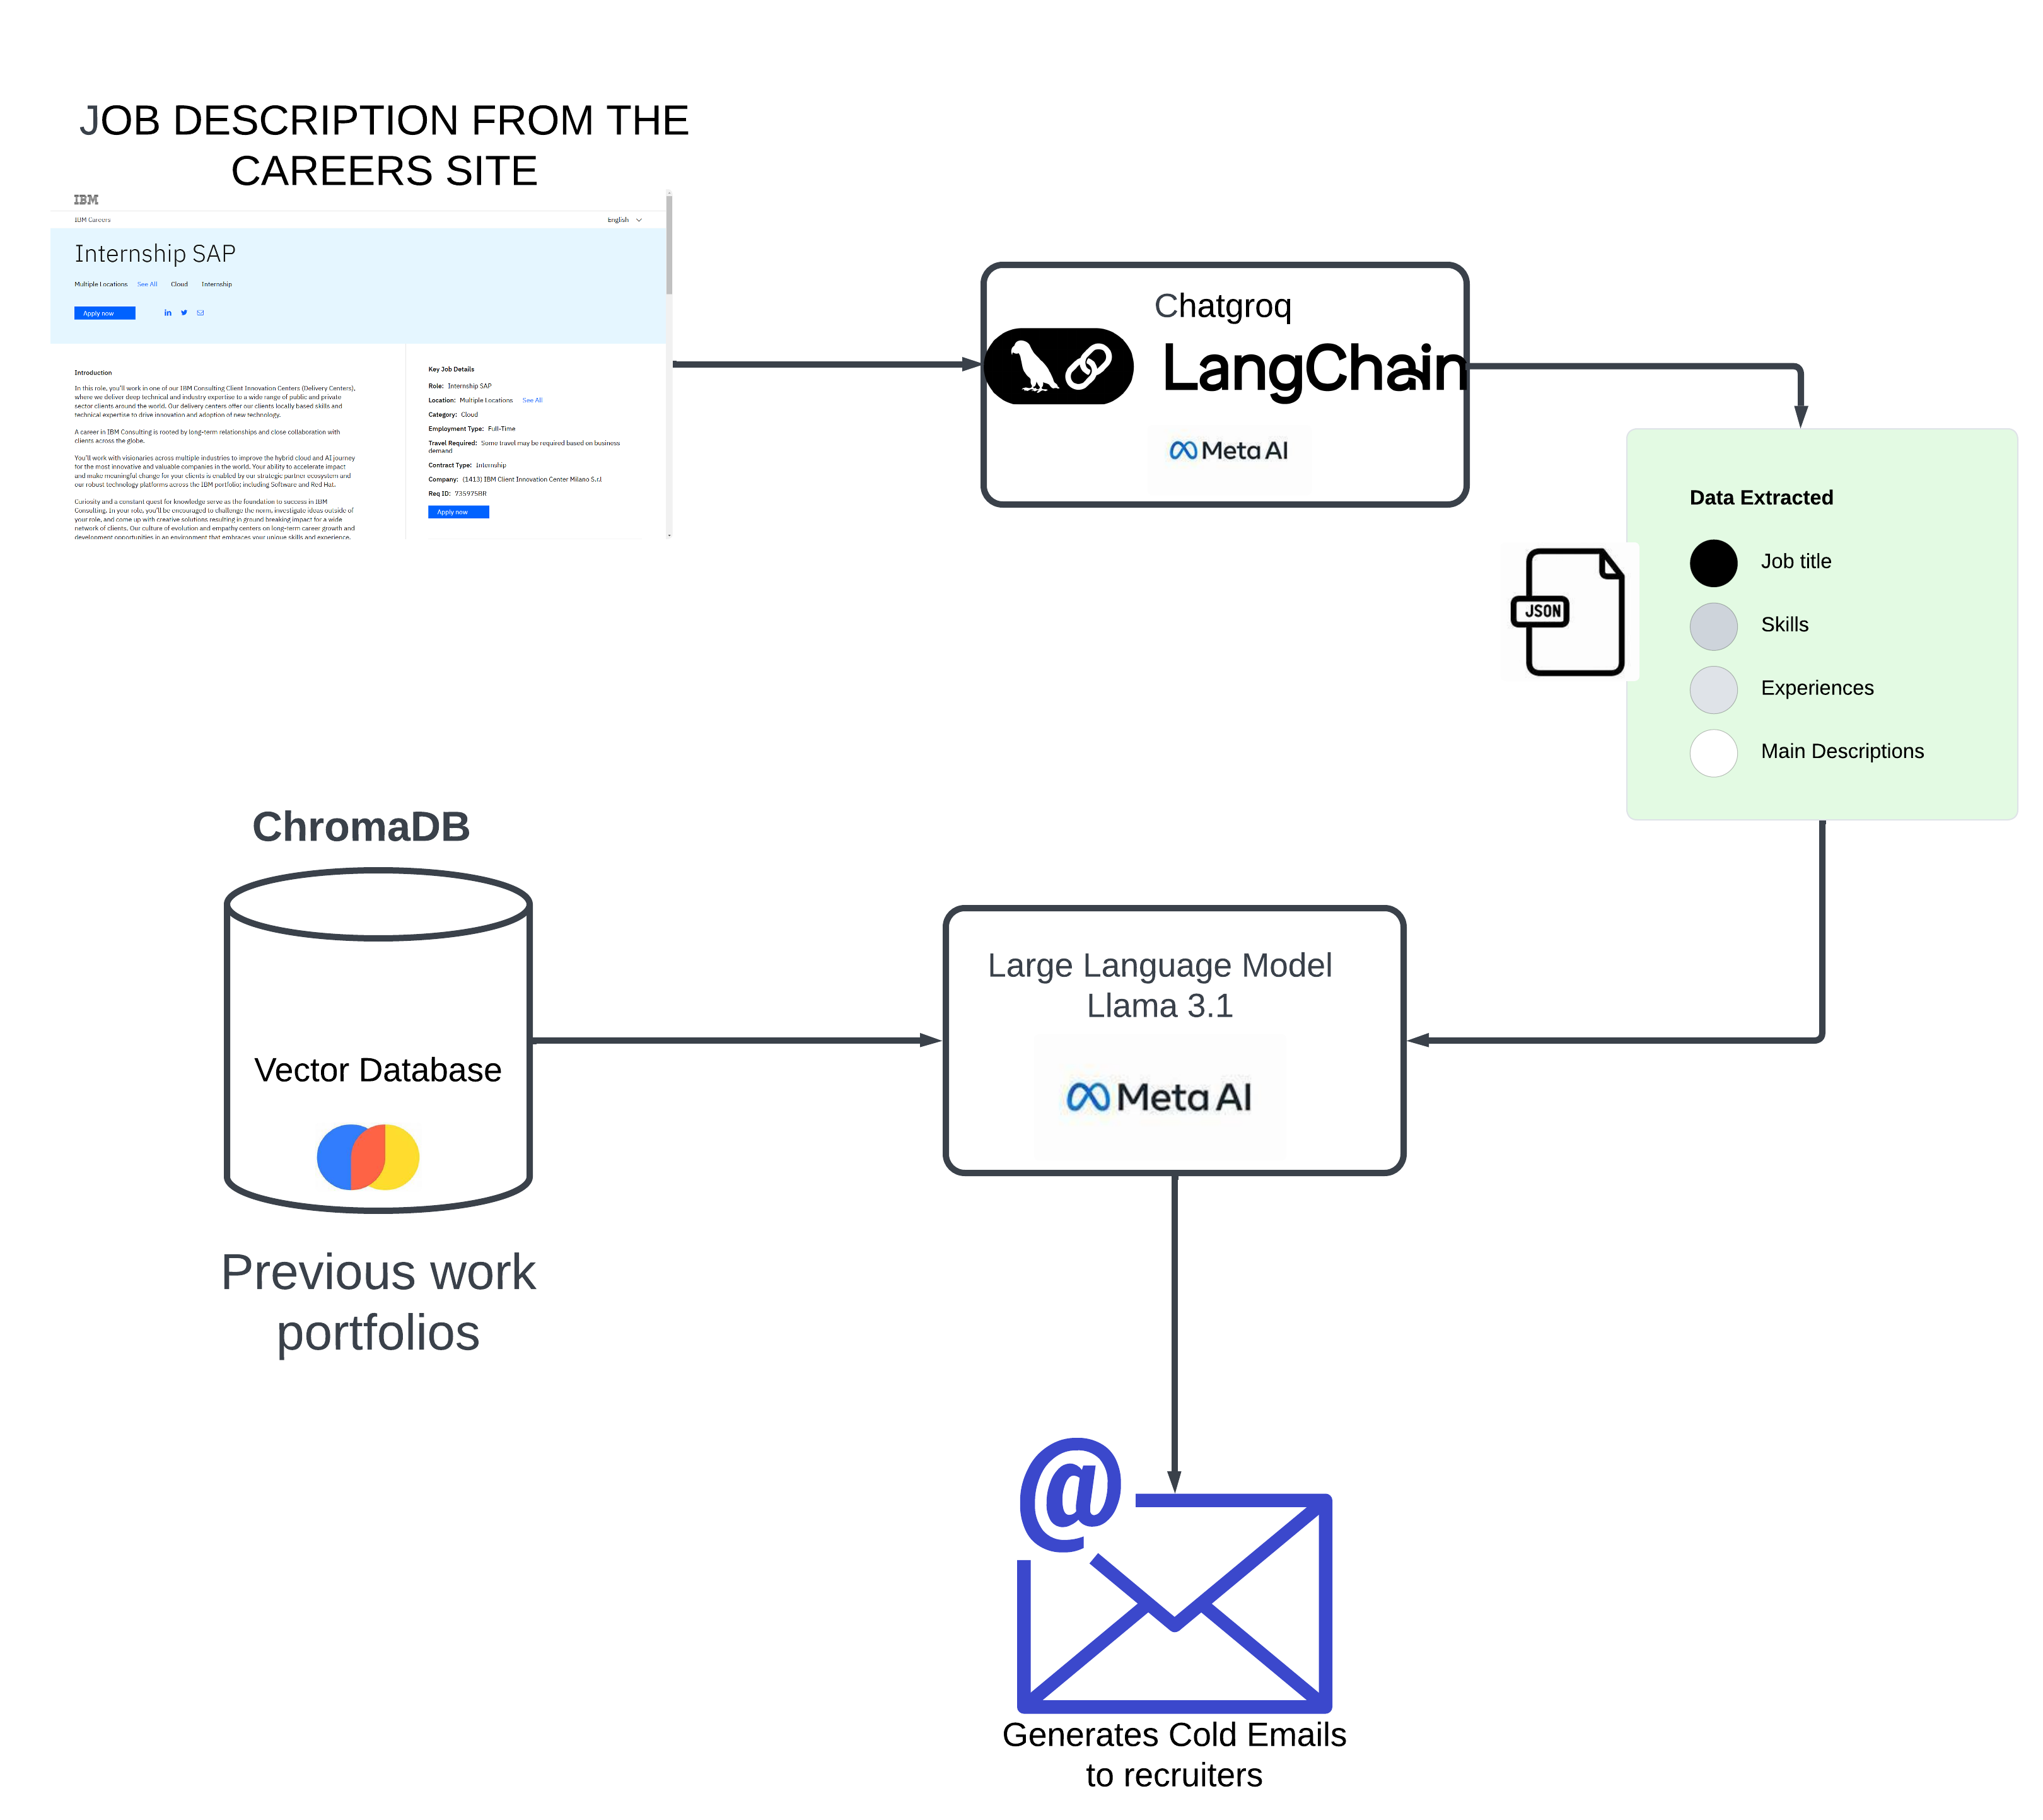 JOB DESCRIPTION FROM THE
CAREERS SITE
IBM
IBM Careers
English
Internship SAP
Multiple Locations See All Cloud Internship
Apply now
in
Introduction
In this role, you'll work in one of our IBM Consulting Client Innovation Centers (Delivery Centers),
where we deliver deep technical and industry expertise to a wide range of public and private
sector clients around the world. Our delivery centers offer our clients locally based skills and
technical expertise to drive innovation and adoption of new technology.
A career in IBM Consulting is rooted by long-term relationships and close collaboration with
clients across the globe.
You'll work with visionaries across multiple industries to improve the hybrid cloud and AI journey
for the most innovative and valuable companies in the world. Your ability to accelerate impact
and make meaningful change for your clients is enabled by our strategic partner ecosystem and
our robust technology platforms across the IBM portfolio; including Software and Red Hat.
Curiosity and a constant quest for knowledge serve as the foundation to success in IBM
Consulting. In your role, you'll be encouraged to challenge the norm, investigate ideas outside of
your role, and come up with creative solutions resulting in ground breaking impact for a wide
network of clients. Our culture of evolution and empathy centers on long-term career growth and
development opportunities in an environment that embraces your unique skills and experience.
Key Job Details
Role: Internship SAP
Location: Multiple Locations See All
Category: Cloud
Employment Type: Full-Time
Travel Required: Some travel may be required based on business
demand
Contract Type: Internship
Company: (1413) IBM Client Innovation Center Milano S.r.l
Req ID: 735975BR
Apply now
Chatgroq
LangChain
Meta AI
Data Extracted
JSON
Job title
Skills
Experiences
Main Descriptions
ChromaDB
Vector Database
Previous work
portfolios
Large Language Model
Llama 3.1
Meta AI
@
Generates Cold Emails
to recruiters